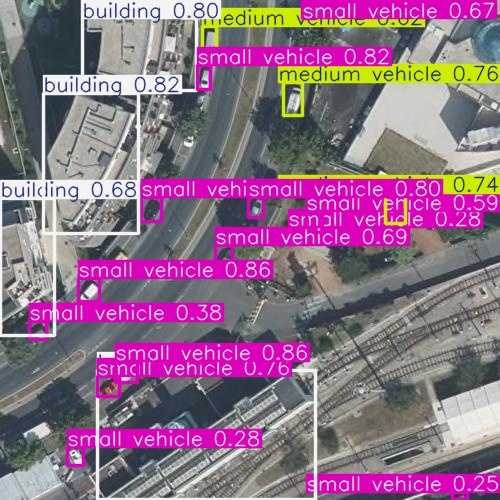 building 0.80
medium vehicle 0.62
small vehicle 0.67
small vehicle 0.82
medium vehicle 0.76
building 0.82
building 0.68
small vehi
small vehicle 0.80
0.74
small vehicle 0.59
small vehicle 0.28
small vehicle 0.69
small vehicle 0.86
small vehicle 0.38
small vehicle 0.86
small vehicle 0.76
small vehicle 0.28
small vehicle 0.25